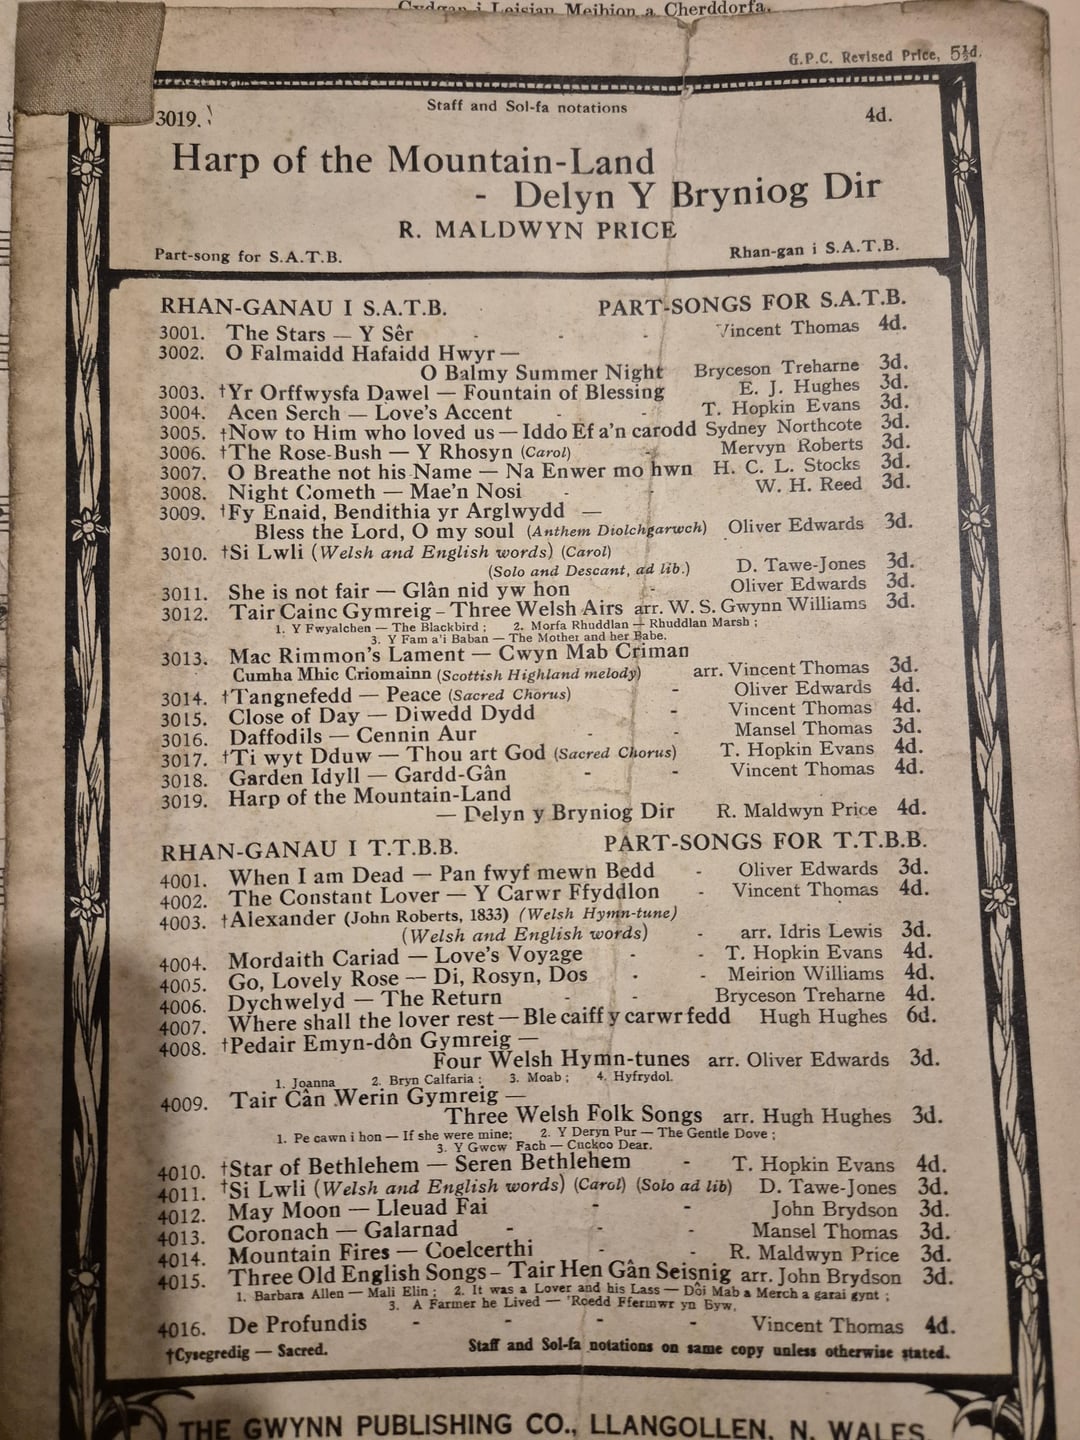 Cydgan i Leisiau Meibion a Cherddorfa.
G.P.C. Revised Price, 5½d.
Staff and Sol-fa notations
3019. 4d.
Harp of the Mountain-Land
- Delyn Y Bryniog Dir
R. MALDWYN PRICE
Part-song for S.A.T.B. Rhan-gan i S.A.T.B.
RHAN-GANAU I S.A.T.B. PART-SONGS FOR S.A.T.B.
3001. The Stars — Y Sêr - - - Vincent Thomas 4d.
3002. O Falmaidd Hafaidd Hwyr —
O Balmy Summer Night Bryceson Treharne 3d.
3003. †Yr Orffwysfa Dawel — Fountain of Blessing E. J. Hughes 3d.
3004. Acen Serch — Love's Accent - - T. Hopkin Evans 3d.
3005. †Now to Him who loved us — Iddo Ef a'n carodd Sydney Northcote 3d.
3006. †The Rose-Bush — Y Rhosyn (Carol) - Mervyn Roberts 3d.
3007. O Breathe not his Name — Na Enwer mo hwn H. C. L. Stocks 3d.
3008. Night Cometh — Mae'n Nosi - - W. H. Reed 3d.
3009. †Fy Enaid, Bendithia yr Arglwydd —
Bless the Lord, O my soul (Anthem Diolchgarwch) Oliver Edwards 3d.
3010. †Si Lwli (Welsh and English words) (Carol)
(Solo and Descant, ad lib.) D. Tawe-Jones 3d.
3011. She is not fair — Glân nid yw hon - Oliver Edwards 3d.
3012. Tair Cainc Gymreig – Three Welsh Airs arr. W. S. Gwynn Williams 3d.
1. Y Fwyalchen — The Blackbird ; 2. Morfa Rhuddlan — Rhuddlan Marsh ;
3. Y Fam a'i Baban — The Mother and her Babe.
3013. Mac Rimmon's Lament — Cwyn Mab Criman
Cumha Mhic Criomainn (Scottish Highland melody) arr. Vincent Thomas 3d.
3014. †Tangnefedd — Peace (Sacred Chorus) - Oliver Edwards 4d.
3015. Close of Day — Diwedd Dydd - Vincent Thomas 4d.
3016. Daffodils — Cennin Aur - - Mansel Thomas 3d.
3017. †Ti wyt Dduw — Thou art God (Sacred Chorus) T. Hopkin Evans 4d.
3018. Garden Idyll — Gardd-Gân - - Vincent Thomas 4d.
3019. Harp of the Mountain-Land
— Delyn y Bryniog Dir R. Maldwyn Price 4d.
RHAN-GANAU I T.T.B.B. PART-SONGS FOR T.T.B.B.
4001. When I am Dead — Pan fwyf mewn Bedd - Oliver Edwards 3d.
4002. The Constant Lover — Y Carwr Ffyddlon - Vincent Thomas 4d.
4003. †Alexander (John Roberts, 1833) (Welsh Hymn-tune)
(Welsh and English words) - arr. Idris Lewis 3d.
4004. Mordaith Cariad — Love's Voyage - - T. Hopkin Evans 4d.
4005. Go, Lovely Rose — Di, Rosyn, Dos - - Meirion Williams 4d.
4006. Dychwelyd — The Return - - Bryceson Treharne 4d.
4007. Where shall the lover rest — Ble caiff y carwr fedd Hugh Hughes 6d.
4008. †Pedair Emyn-dôn Gymreig —
Four Welsh Hymn-tunes arr. Oliver Edwards 3d.
1. Joanna 2. Bryn Calfaria ; 3. Moab ; 4. Hyfrydol.
4009. Tair Cân Werin Gymreig —
Three Welsh Folk Songs arr. Hugh Hughes 3d.
1. Pe cawn i hon — If she were mine; 2. Y Deryn Pur — The Gentle Dove ;
3. Y Gwcw Fach — Cuckoo Dear.
4010. †Star of Bethlehem — Seren Bethlehem - T. Hopkin Evans 4d.
4011. †Si Lwli (Welsh and English words) (Carol) (Solo ad lib) D. Tawe-Jones 3d.
4012. May Moon — Lleuad Fai - - John Brydson 3d.
4013. Coronach — Galarnad - - - Mansel Thomas 3d.
4014. Mountain Fires — Coelcerthi - - R. Maldwyn Price 3d.
4015. Three Old English Songs – Tair Hen Gân Seisnig arr. John Brydson 3d.
1. Barbara Allen — Mali Elin ; 2. It was a Lover and his Lass — Dôi Mab a Merch a garai gynt ;
3. A Farmer he Lived — 'Roedd Ffermwr yn Byw.
4016. De Profundis - - - - Vincent Thomas 4d.
†Cysegredig — Sacred. Staff and Sol-fa notations on same copy unless otherwise stated.
THE GWYNN PUBLISHING CO., LLANGOLLEN, N. WALES.